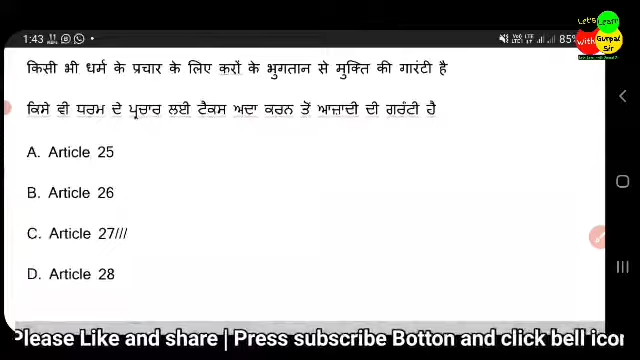 1:43
85%
Let's Learn
With Gurpal
Sir
किसी भी धर्म के प्रचार के लिए करों के भुगतान से मुक्ति की गारंटी है
ਕਿਸੇ ਵੀ ਧਰਮ ਦੇ ਪ੍ਰਚਾਰ ਲਈ ਟੈਕਸ ਅਦਾ ਕਰਨ ਤੋਂ ਆਜ਼ਾਦੀ ਦੀ ਗਰੰਟੀ ਹੈ
A. Article 25
B. Article 26
C. Article 27///
D. Article 28
Please Like and share | Press subscribe Botton and click bell icon